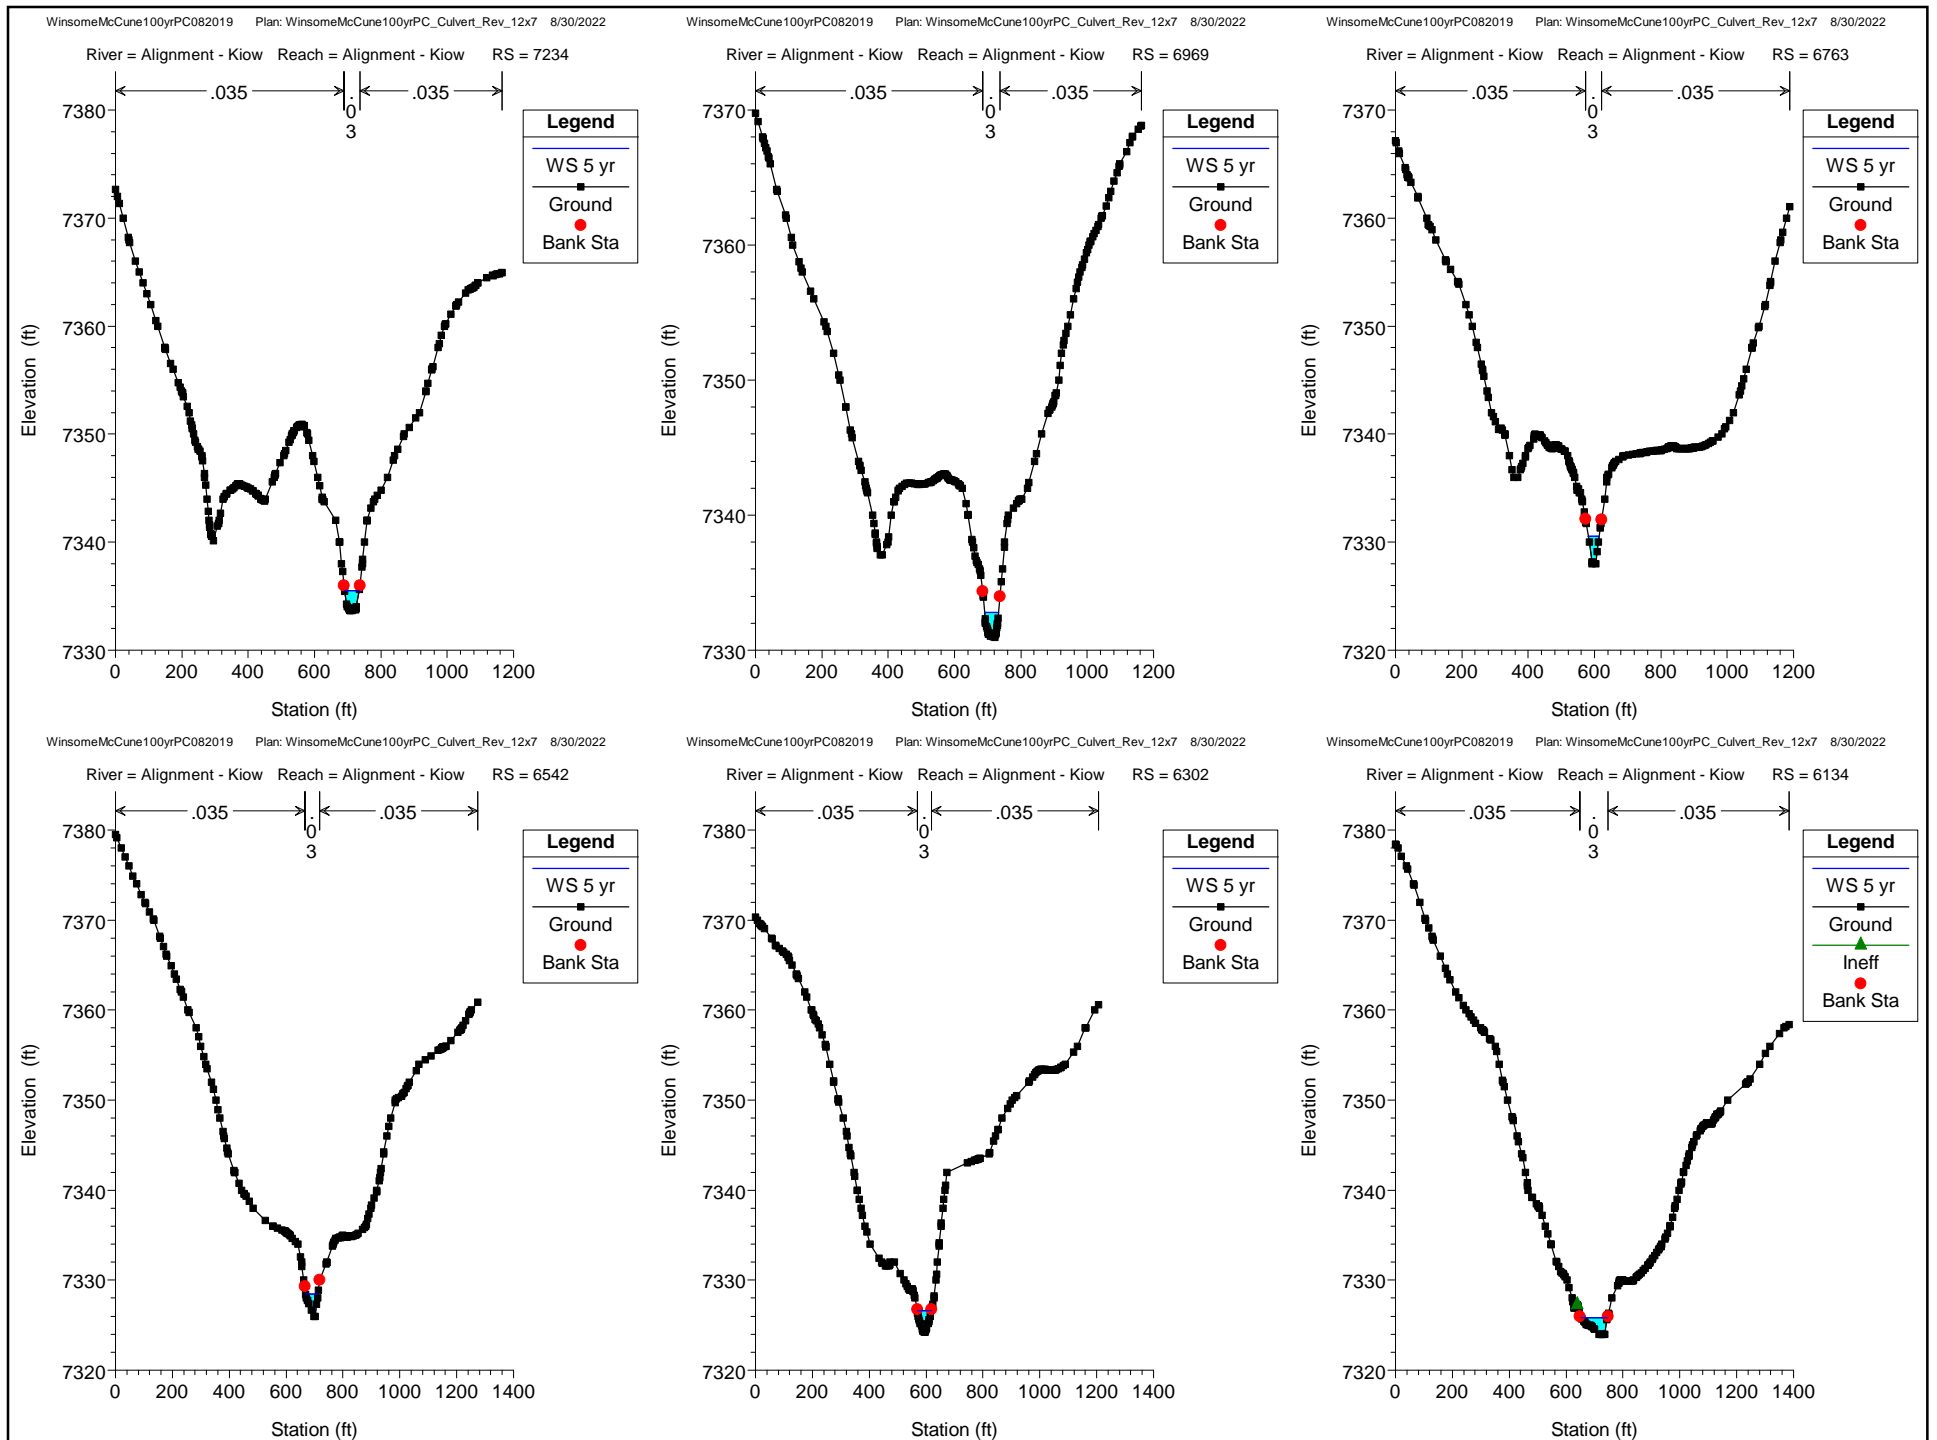 WinsomeMcCune100yrPC082019 Plan: WinsomeMcCune100yrPC_Culvert_Rev_12x7 8/30/2022
River = Alignment - Kiow Reach = Alignment - Kiow RS = 7234
.035
.03
.035
Legend
WS 5 yr
Ground
Bank Sta
7380
7370
7360
7350
7340
7330
Elevation (ft)
0 200 400 600 800 1000 1200
Station (ft)
WinsomeMcCune100yrPC082019 Plan: WinsomeMcCune100yrPC_Culvert_Rev_12x7 8/30/2022
River = Alignment - Kiow Reach = Alignment - Kiow RS = 6969
.035
.03
.035
Legend
WS 5 yr
Ground
Bank Sta
7370
7360
7350
7340
7330
Elevation (ft)
0 200 400 600 800 1000 1200
Station (ft)
WinsomeMcCune100yrPC082019 Plan: WinsomeMcCune100yrPC_Culvert_Rev_12x7 8/30/2022
River = Alignment - Kiow Reach = Alignment - Kiow RS = 6763
.035
.03
.035
Legend
WS 5 yr
Ground
Bank Sta
7370
7360
7350
7340
7330
7320
Elevation (ft)
0 200 400 600 800 1000 1200
Station (ft)
WinsomeMcCune100yrPC082019 Plan: WinsomeMcCune100yrPC_Culvert_Rev_12x7 8/30/2022
River = Alignment - Kiow Reach = Alignment - Kiow RS = 6542
.035
.03
.035
Legend
WS 5 yr
Ground
Bank Sta
7380
7370
7360
7350
7340
7330
7320
Elevation (ft)
0 200 400 600 800 1000 1200 1400
Station (ft)
WinsomeMcCune100yrPC082019 Plan: WinsomeMcCune100yrPC_Culvert_Rev_12x7 8/30/2022
River = Alignment - Kiow Reach = Alignment - Kiow RS = 6302
.035
.03
.035
Legend
WS 5 yr
Ground
Bank Sta
7380
7370
7360
7350
7340
7330
7320
Elevation (ft)
0 200 400 600 800 1000 1200 1400
Station (ft)
WinsomeMcCune100yrPC082019 Plan: WinsomeMcCune100yrPC_Culvert_Rev_12x7 8/30/2022
River = Alignment - Kiow Reach = Alignment - Kiow RS = 6134
.035
.03
.035
Legend
WS 5 yr
Ground
Ineff
Bank Sta
7380
7370
7360
7350
7340
7330
7320
Elevation (ft)
0 200 400 600 800 1000 1200 1400
Station (ft)